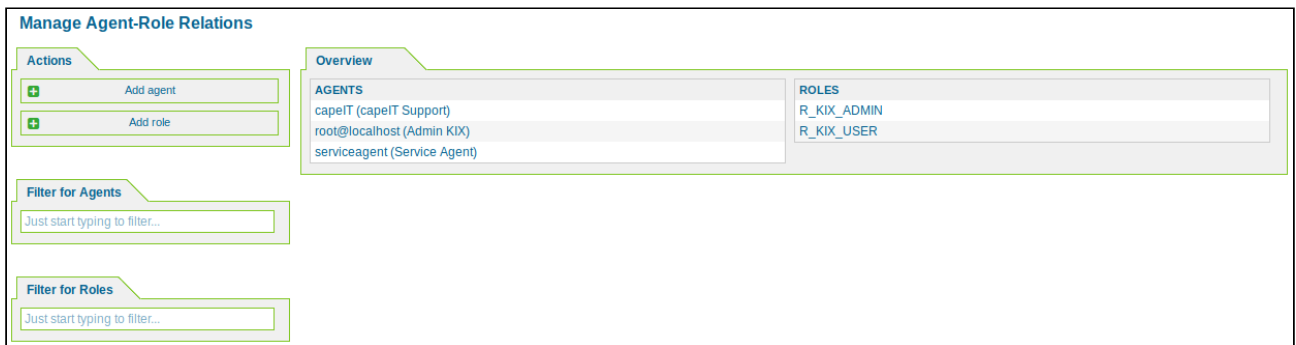 Manage Agent-Role Relations
Actions
Add agent
Add role
Filter for Agents
Just start typing to filter...
Filter for Roles
Just start typing to filter...
Overview
AGENTS
capeIT (capeIT Support)
root@localhost (Admin KIX)
serviceagent (Service Agent)
ROLES
R_KIX_ADMIN
R_KIX_USER